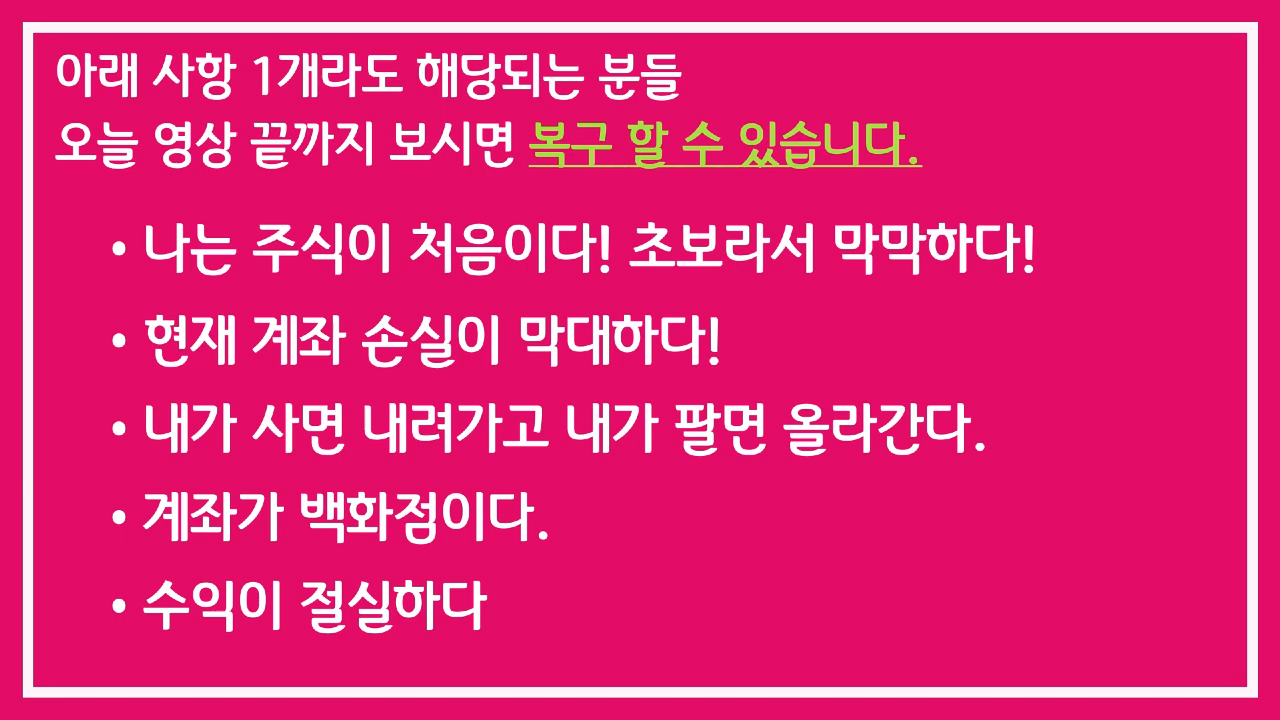 아래 사항 1개라도 해당되는 분들
오늘 영상 끝까지 보시면 복구 할 수 있습니다.
• 나는 주식이 처음이다! 초보라서 막막하다!
• 현재 계좌 손실이 막대하다!
• 내가 사면 내려가고 내가 팔면 올라간다.
• 계좌가 백화점이다.
• 수익이 절실하다